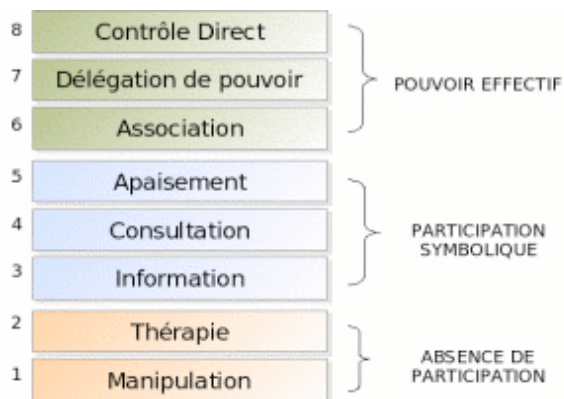 8 Contrôle Direct
7 Délégation de pouvoir
6 Association
POUVOIR EFFECTIF
5 Apaisement
4 Consultation
3 Information
PARTICIPATION
SYMBOLIQUE
2 Thérapie
1 Manipulation
ABSENCE DE
PARTICIPATION